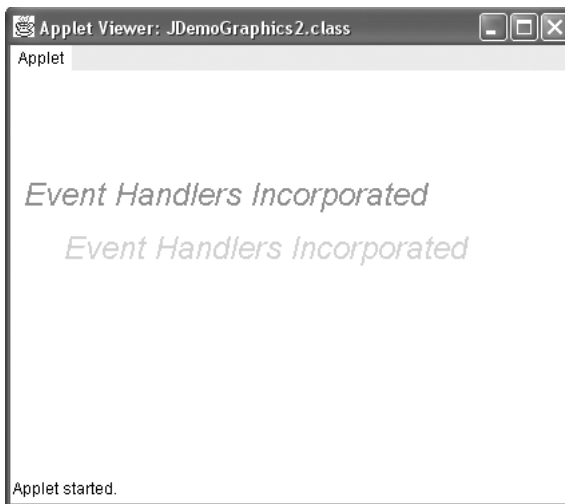 Applet Viewer: JDemoGraphics2.class
Applet
Event Handlers Incorporated
Event Handlers Incorporated
Applet started.